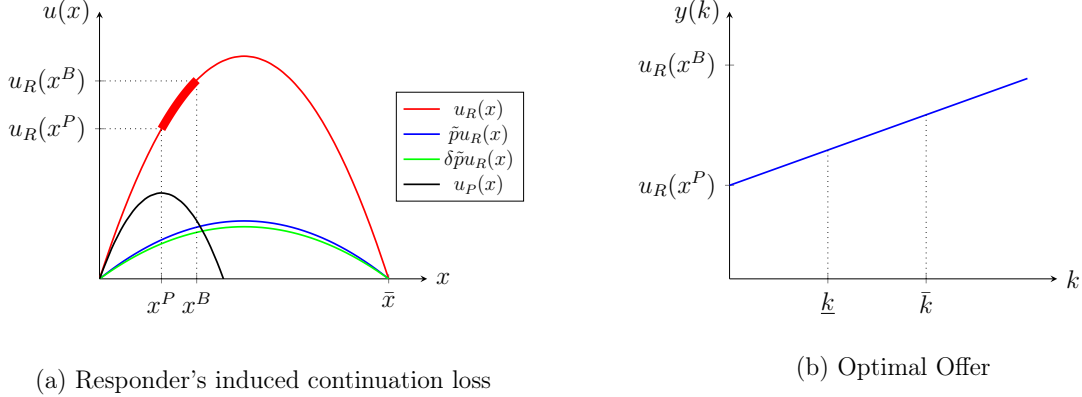 u(x)
u_R(x^B)
u_R(x^P)
x^P
x^B
x̄
x
u_R(x)
p̃u_R(x)
δp̃u_R(x)
u_P(x)
(a) Responder's induced continuation loss
y(k)
u_R(x^B)
u_R(x^P)
k̲
k̄
k
(b) Optimal Offer